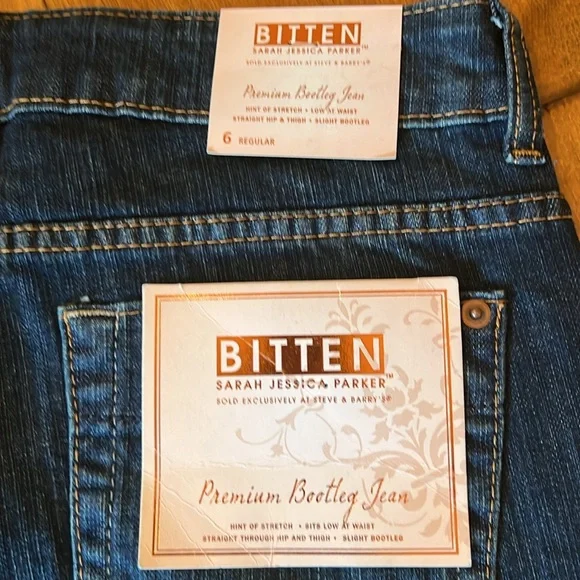 BITTEN
SARAH JESSICA PARKER™
SOLD EXCLUSIVELY AT STEVE & BARRY'S®
Premium Bootleg Jean
HINT OF STRETCH • LOW AT WAIST
STRAIGHT HIP & THIGH • SLIGHT BOOTLEG
6 REGULAR
BITTEN
SARAH JESSICA PARKER™
SOLD EXCLUSIVELY AT STEVE & BARRY'S®
Premium Bootleg Jean
HINT OF STRETCH • SITS LOW AT WAIST
STRAIGHT THROUGH HIP AND THIGH • SLIGHT BOOTLEG